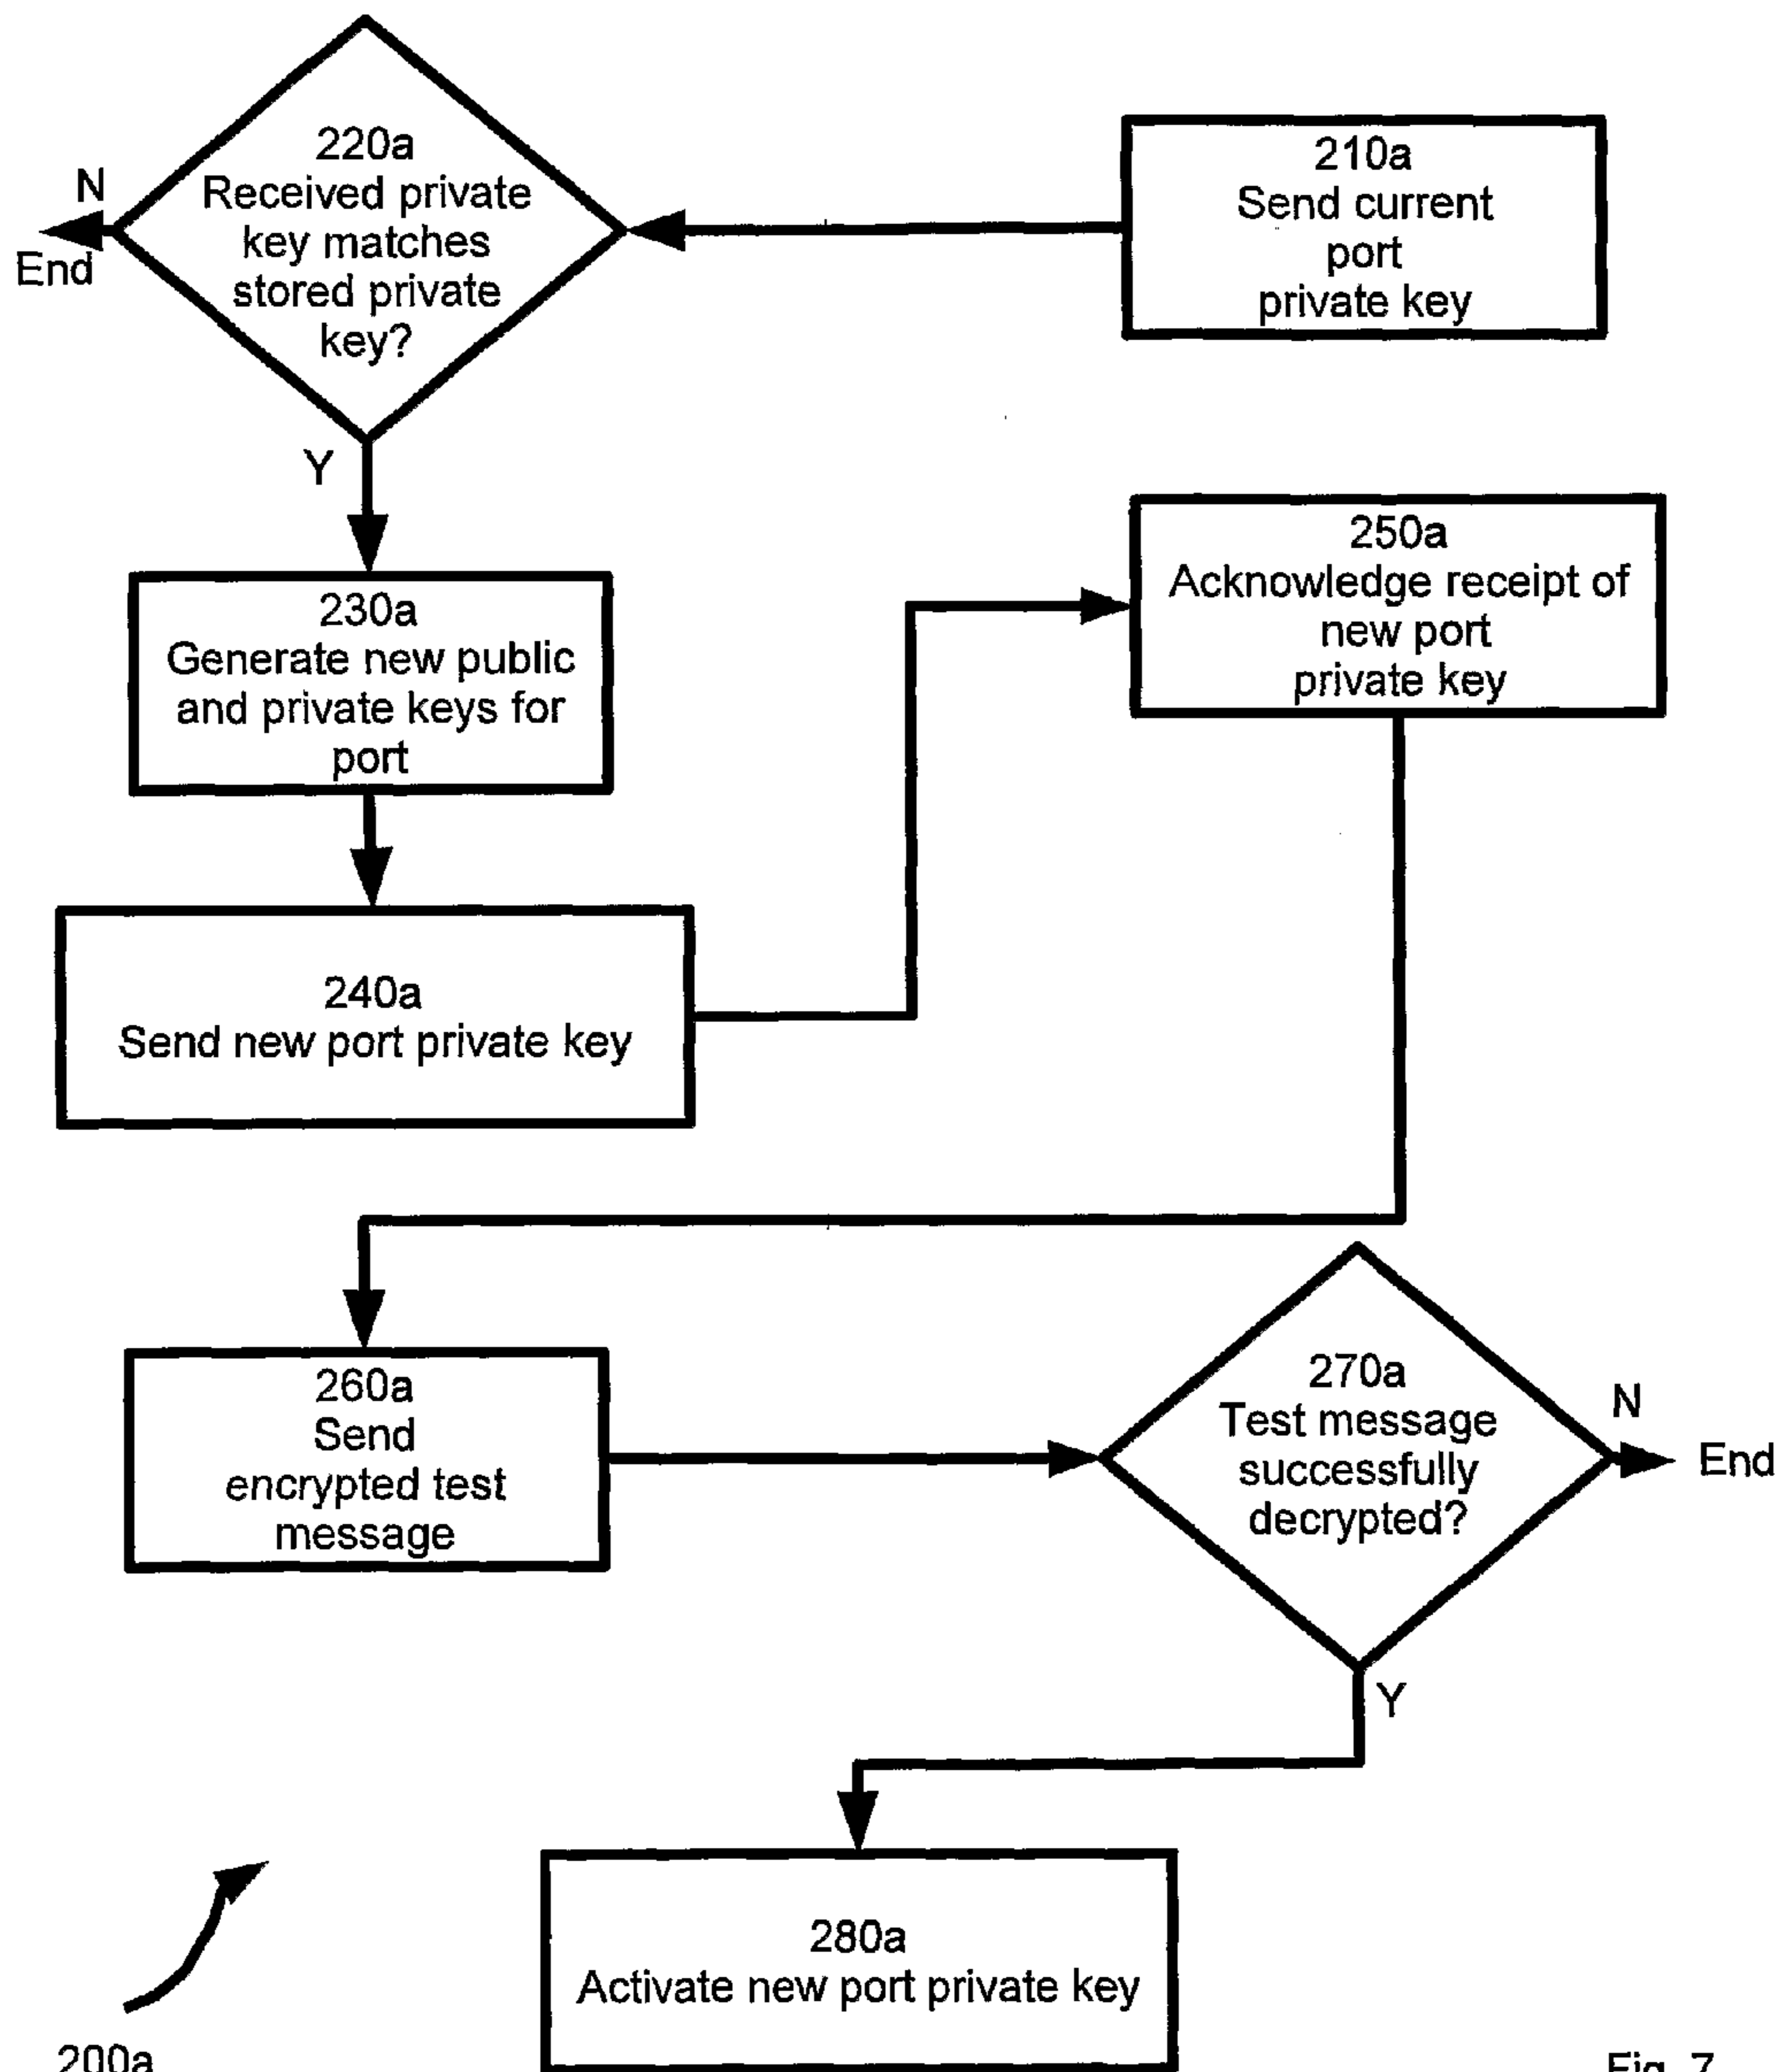 220a
Received private
key matches
stored private
key?
N
End
Y
210a
Send current
port
private key
230a
Generate new public
and private keys for
port
240a
Send new port private key
250a
Acknowledge receipt of
new port
private key
260a
Send
encrypted test
message
270a
Test message
successfully
decrypted?
N
End
Y
280a
Activate new port private key
200a
Fig. 7